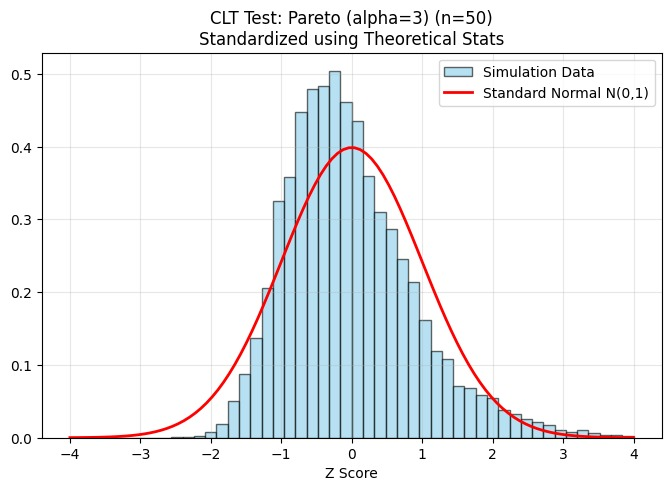 CLT Test: Pareto (alpha=3) (n=50)
Standardized using Theoretical Stats
Simulation Data
Standard Normal N(0,1)
0.5
0.4
0.3
0.2
0.1
0.0
−4 −3 −2 −1 0 1 2 3 4
Z Score